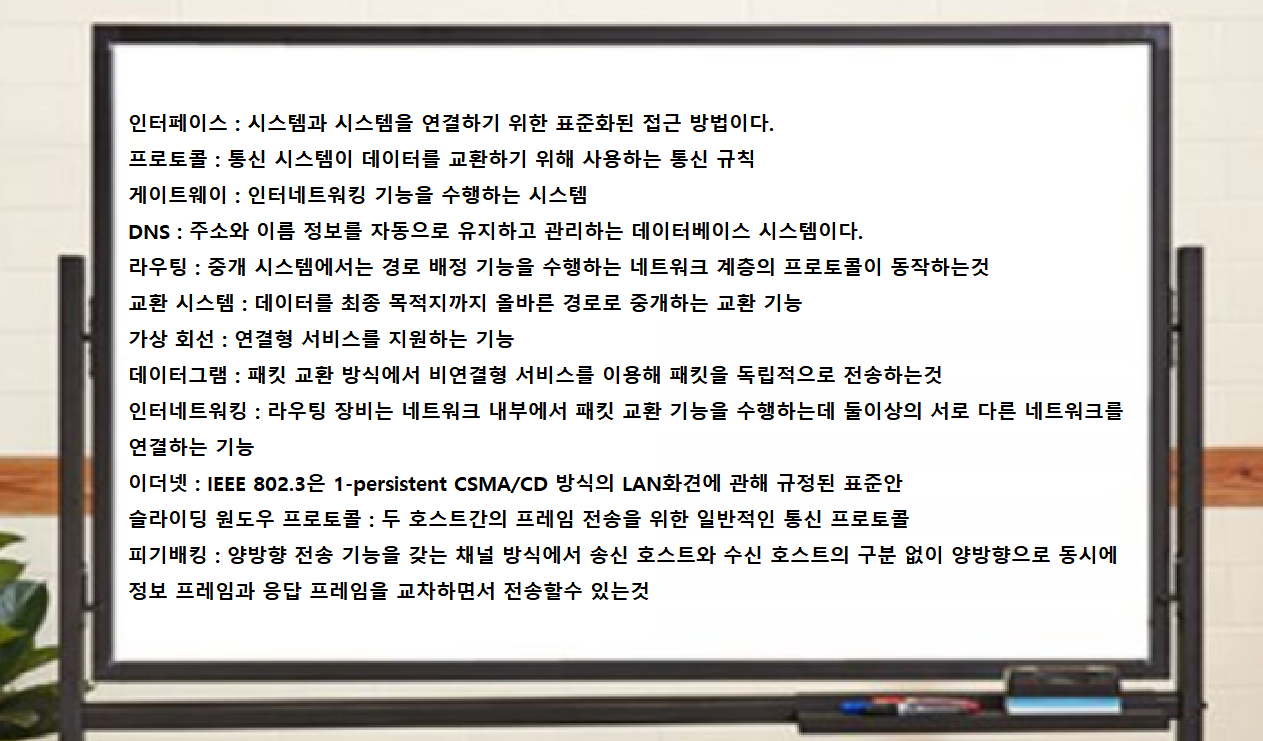 인터페이스 : 시스템과 시스템을 연결하기 위한 표준화된 접근 방법이다.
프로토콜 : 통신 시스템이 데이터를 교환하기 위해 사용하는 통신 규칙
게이트웨이 : 인터네트워킹 기능을 수행하는 시스템
DNS : 주소와 이름 정보를 자동으로 유지하고 관리하는 데이터베이스 시스템이다.
라우팅 : 중개 시스템에서는 경로 배정 기능을 수행하는 네트워크 계층의 프로토콜이 동작하는것
교환 시스템 : 데이터를 최종 목적지까지 올바른 경로로 중개하는 교환 기능
가상 회선 : 연결형 서비스를 지원하는 기능
데이터그램 : 패킷 교환 방식에서 비연결형 서비스를 이용해 패킷을 독립적으로 전송하는것
인터네트워킹 : 라우팅 장비는 네트워크 내부에서 패킷 교환 기능을 수행하는데 둘이상의 서로 다른 네트워크를
연결하는 기능
이더넷 : IEEE 802.3은 1-persistent CSMA/CD 방식의 LAN화견에 관해 규정된 표준안
슬라이딩 원도우 프로토콜 : 두 호스트간의 프레임 전송을 위한 일반적인 통신 프로토콜
피기배킹 : 양방향 전송 기능을 갖는 채널 방식에서 송신 호스트와 수신 호스트의 구분 없이 양방향으로 동시에
정보 프레임과 응답 프레임을 교차하면서 전송할수 있는것